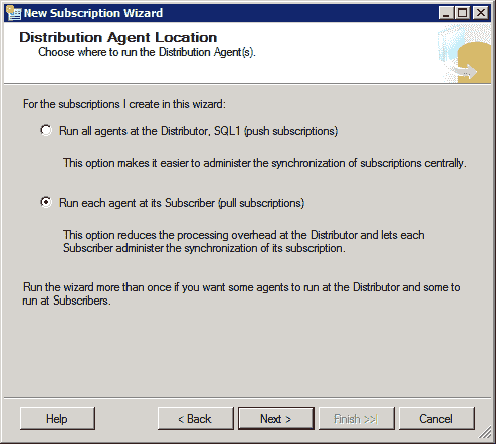 New Subscription Wizard
Distribution Agent Location
Choose where to run the Distribution Agent(s).
For the subscriptions I create in this wizard:
Run all agents at the Distributor, SQL1 (push subscriptions)
This option makes it easier to administer the synchronization of subscriptions centrally.
Run each agent at its Subscriber (pull subscriptions)
This option reduces the processing overhead at the Distributor and lets each
Subscriber administer the synchronization of its subscription.
Run the wizard more than once if you want some agents to run at the Distributor and some to
run at Subscribers.
Help
< Back
Next >
Finish >>|
Cancel